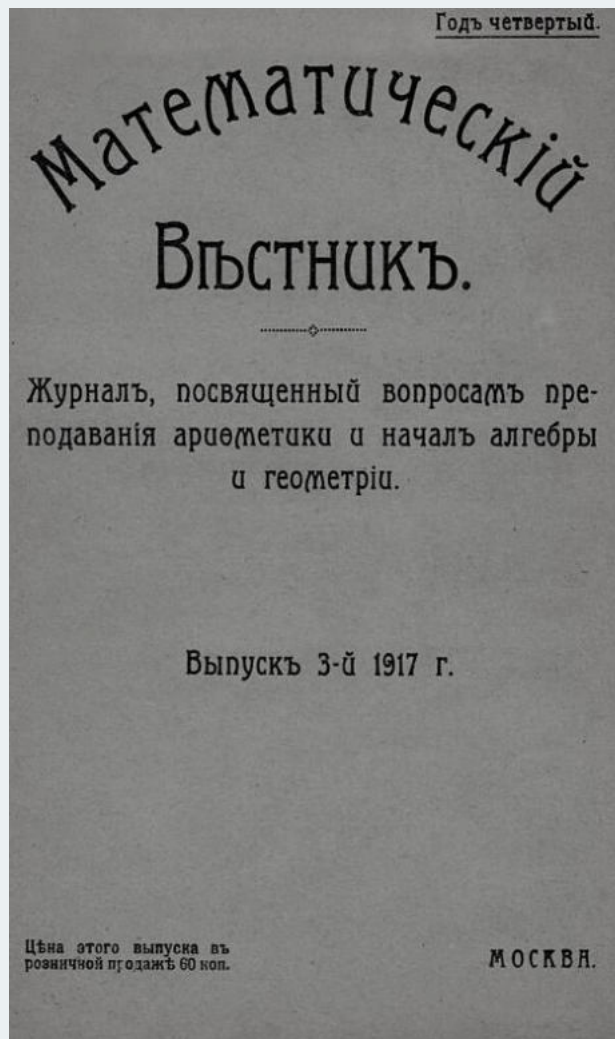 Годъ четвертый.
Математическій
Вѣстникъ.
Журналъ, посвященный вопросамъ пре-
подаванія ариѳметики и началъ алгебры
и геометріи.
Выпускъ 3-й 1917 г.
Цѣна этого выпуска въ
розничной продажѣ 60 коп.
МОСКВА.